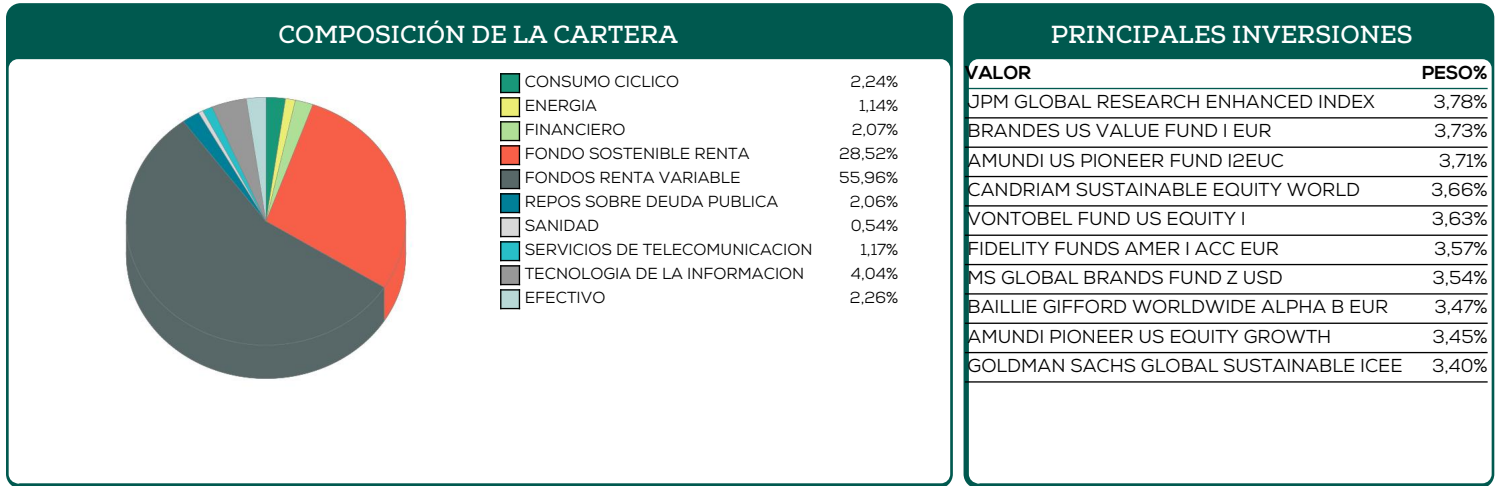 COMPOSICIÓN DE LA CARTERA
CONSUMO CICLICO 2,24%
ENERGIA 1,14%
FINANCIERO 2,07%
FONDO SOSTENIBLE RENTA 28,52%
FONDOS RENTA VARIABLE 55,96%
REPOS SOBRE DEUDA PUBLICA 2,06%
SANIDAD 0,54%
SERVICIOS DE TELECOMUNICACION 1,17%
TECNOLOGIA DE LA INFORMACION 4,04%
EFECTIVO 2,26%
PRINCIPALES INVERSIONES
VALOR PESO%
JPM GLOBAL RESEARCH ENHANCED INDEX 3,78%
BRANDES US VALUE FUND I EUR 3,73%
AMUNDI US PIONEER FUND I2EUC 3,71%
CANDRIAM SUSTAINABLE EQUITY WORLD 3,66%
VONTOBEL FUND US EQUITY I 3,63%
FIDELITY FUNDS AMER I ACC EUR 3,57%
MS GLOBAL BRANDS FUND Z USD 3,54%
BAILLIE GIFFORD WORLDWIDE ALPHA B EUR 3,47%
AMUNDI PIONEER US EQUITY GROWTH 3,45%
GOLDMAN SACHS GLOBAL SUSTAINABLE ICEE 3,40%